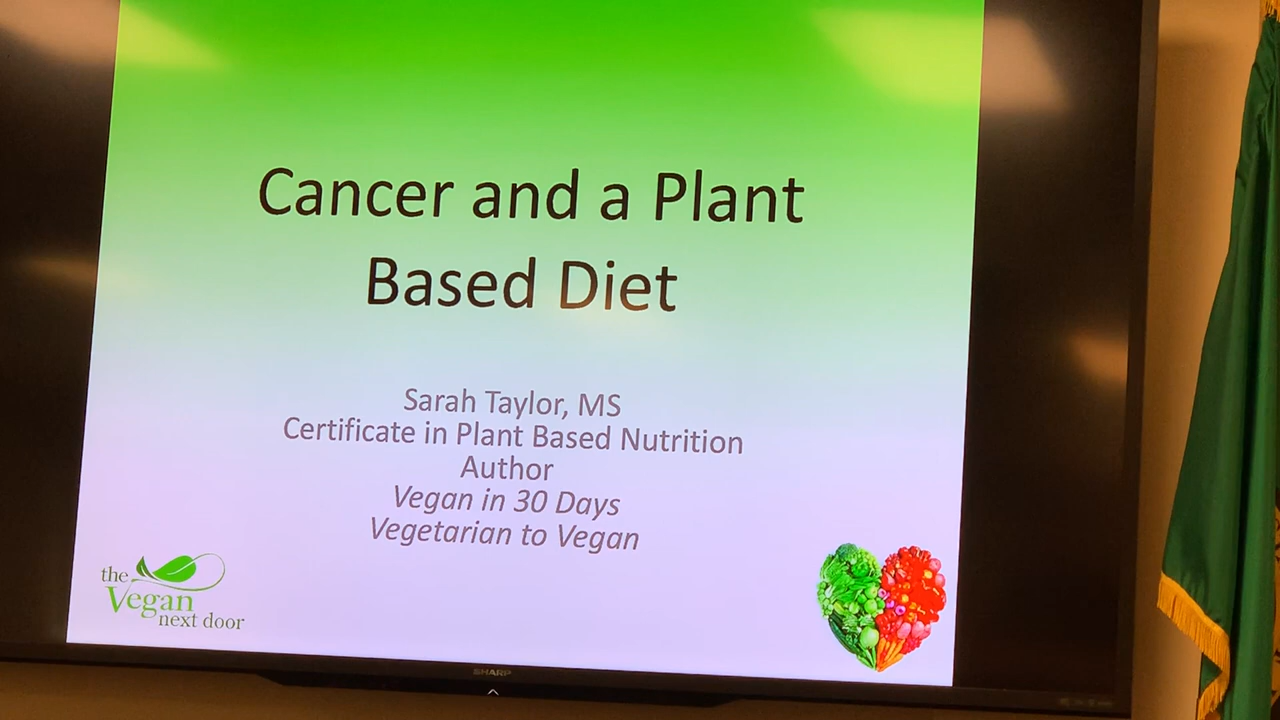 Cancer and a Plant
Based Diet
Sarah Taylor, MS
Certificate in Plant Based Nutrition
Author
Vegan in 30 Days
Vegetarian to Vegan
the
Vegan
next door
SHARP